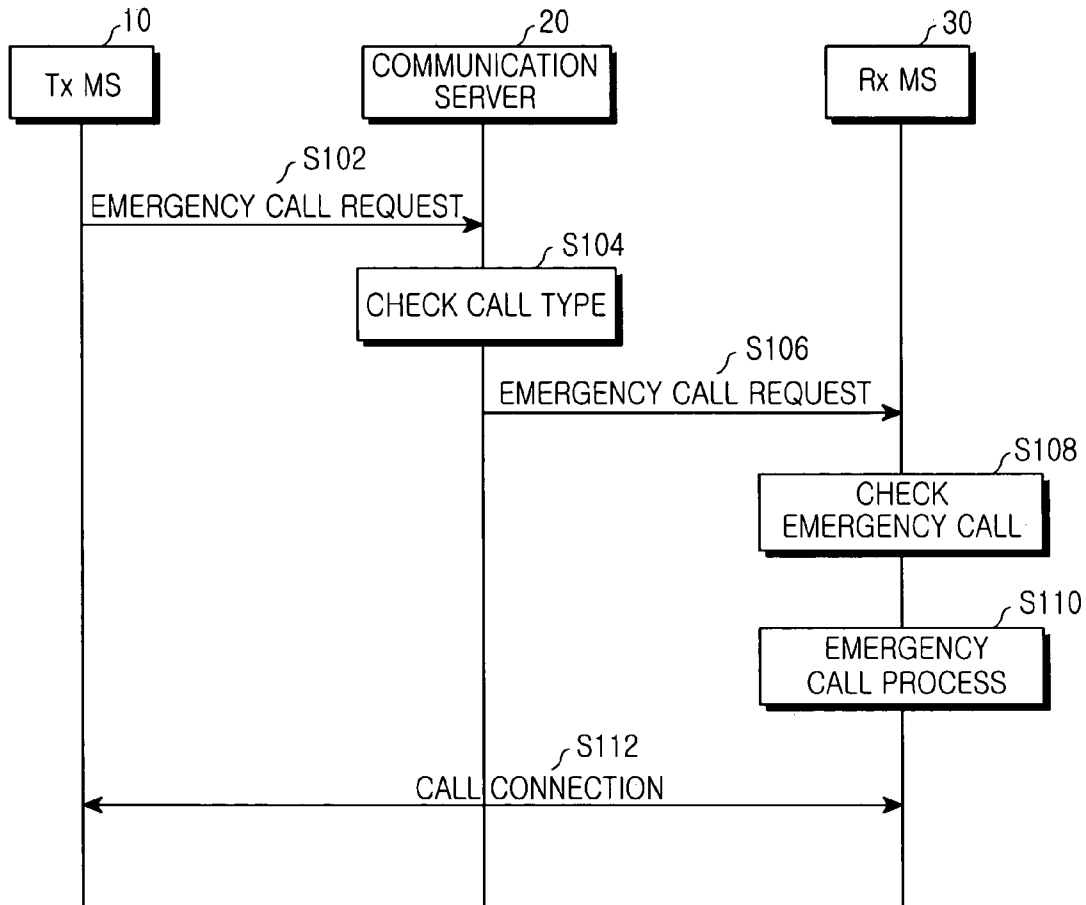 10
20
30
Tx MS
COMMUNICATION
SERVER
Rx MS
S102
EMERGENCY CALL REQUEST
S104
CHECK CALL TYPE
S106
EMERGENCY CALL REQUEST
S108
CHECK
EMERGENCY CALL
S110
EMERGENCY
CALL PROCESS
S112
CALL CONNECTION